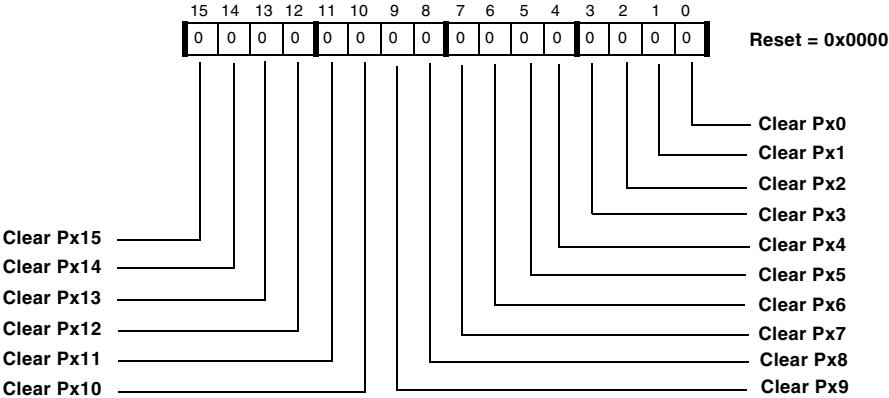 15 14 13 12 11 10 9 8 7 6 5 4 3 2 1 0
0 0 0 0 0 0 0 0 0 0 0 0 0 0 0 0 Reset = 0x0000
Clear Px0
Clear Px1
Clear Px2
Clear Px3
Clear Px4
Clear Px5
Clear Px6
Clear Px7
Clear Px8
Clear Px9
Clear Px15
Clear Px14
Clear Px13
Clear Px12
Clear Px11
Clear Px10